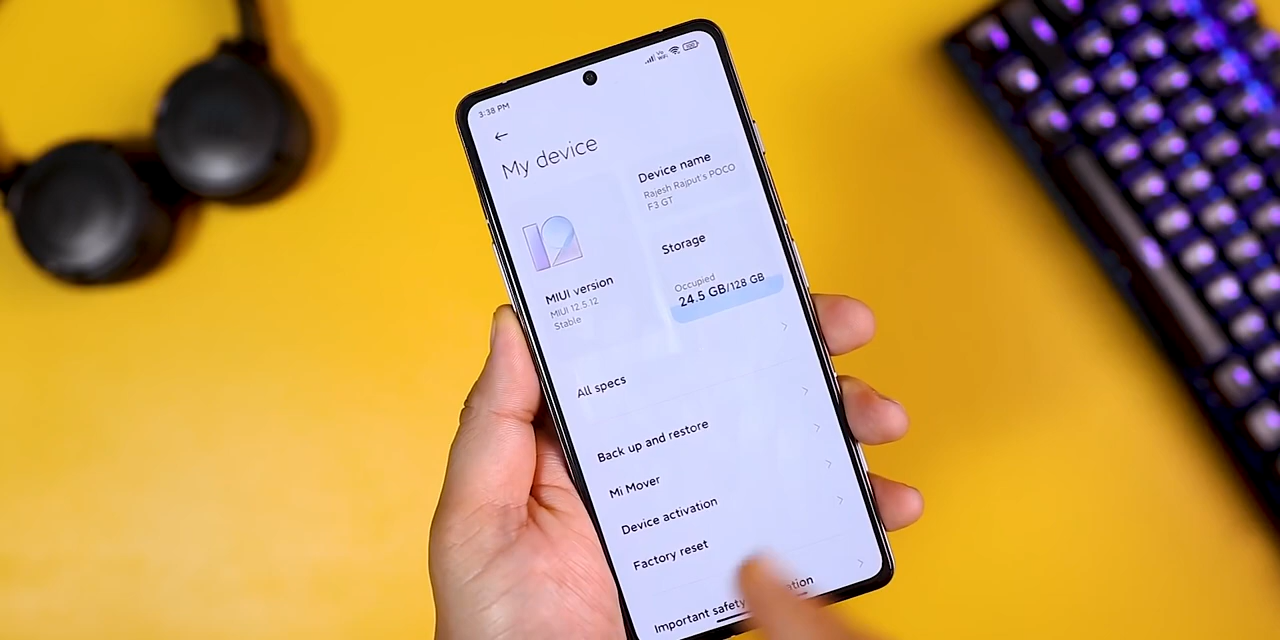 3:38 PM
My device
Device name
Rajesh Rajput's POCO
F3 GT
Storage
Occupied
24.5 GB/128 GB
MIUI version
MIUI 12.5.12
Stable
All specs
Back up and restore
Mi Mover
Device activation
Factory reset
Important safety